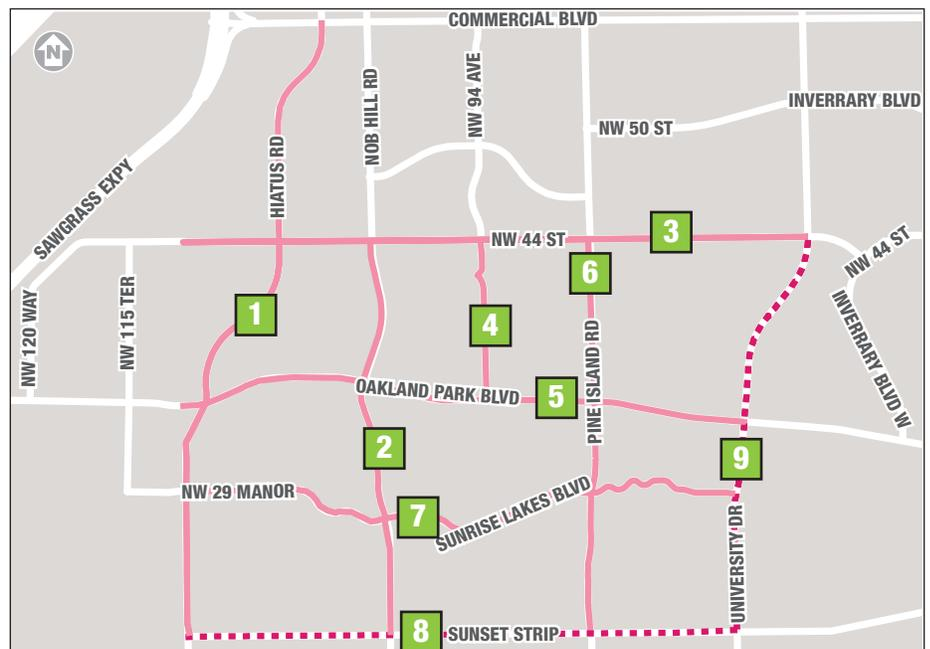 COMMERCIAL BLVD
N
NOB HILL RD
NW 94 AVE
INVERRARY BLVD
NW 50 ST
HIATUS RD
SAWGRASS EXPY
3
NW 44 ST
NW 44 ST
6
NW 120 WAY
NW 115 TER
1
4
INVERRARY BLVD W
PINE ISLAND RD
OAKLAND PARK BLVD
5
2
9
NW 29 MANOR
SUNRISE LAKES BLVD
7
UNIVERSITY DR
8
SUNSET STRIP